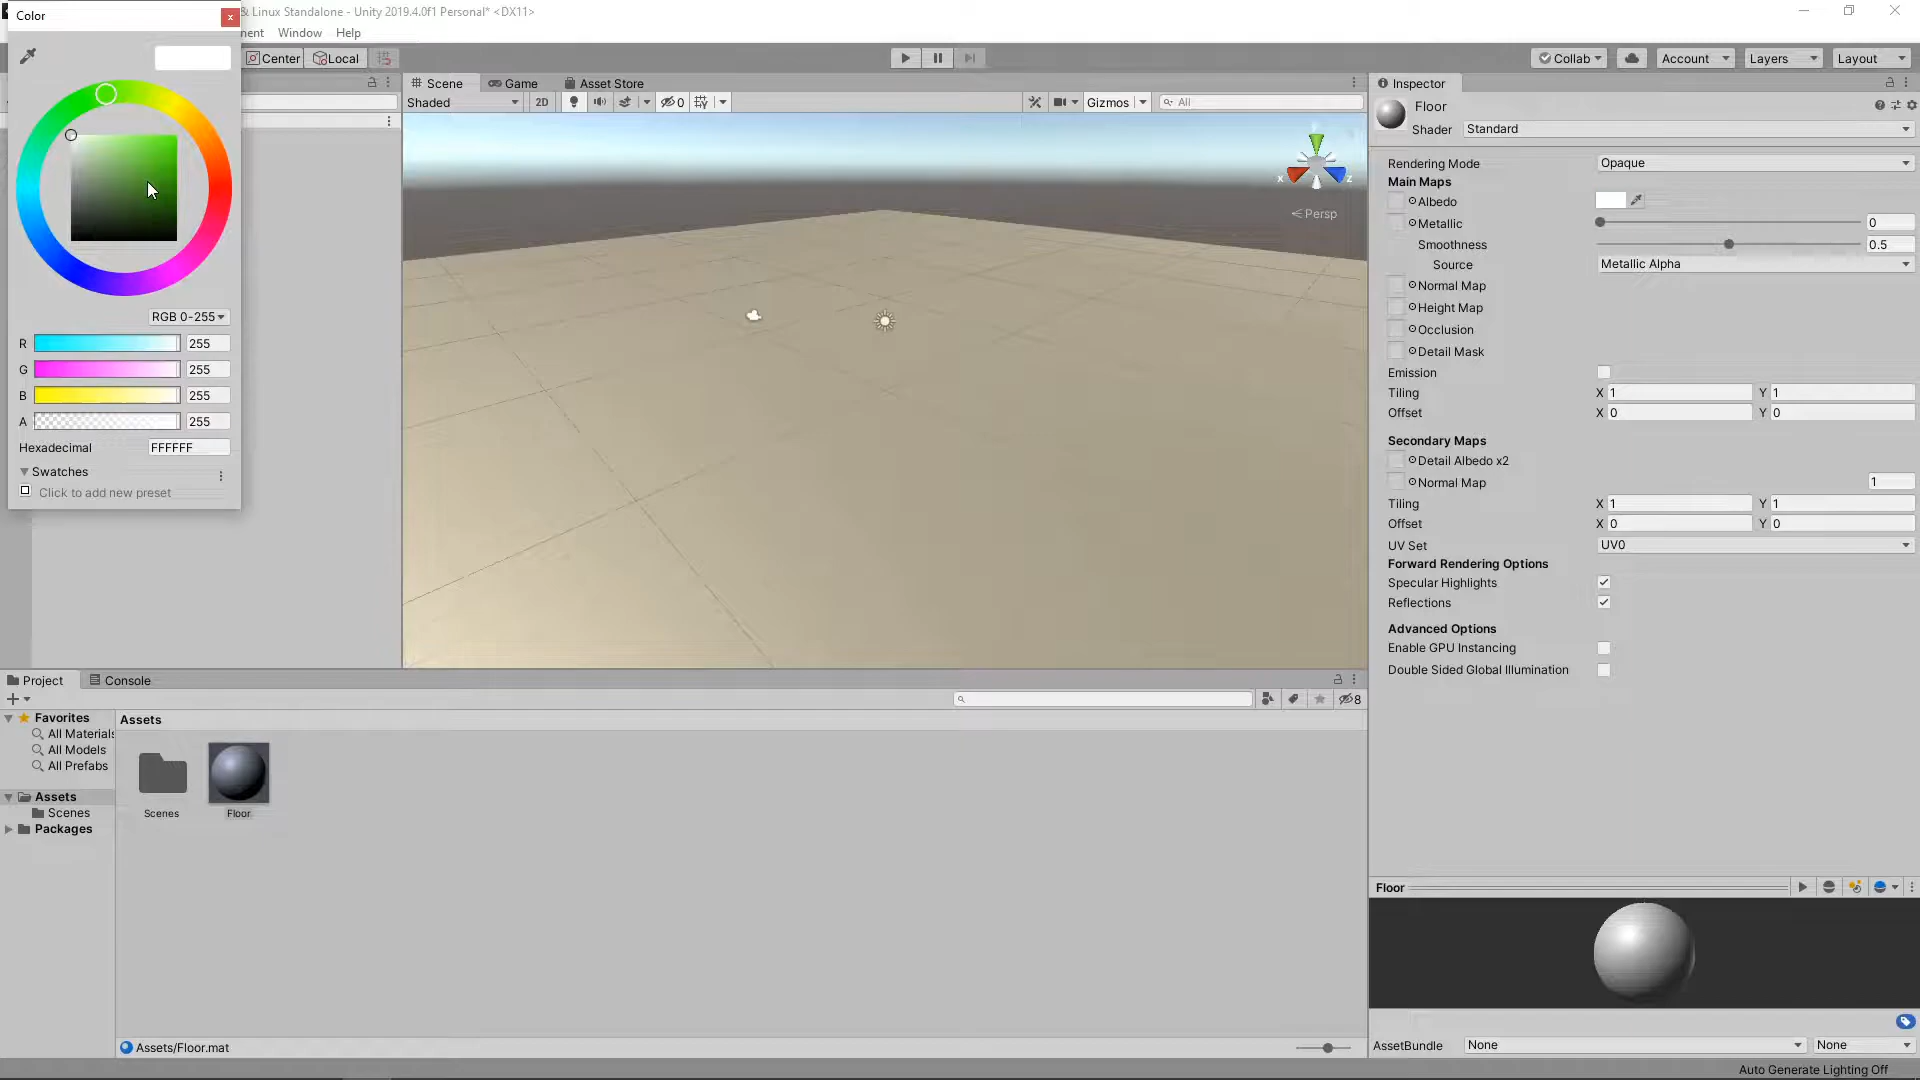 Color
& Linux Standalone - Unity 2019.4.0f1 Personal* <DX11>
nent Window Help
Center Local
Collab Account Layers Layout
Scene Game Asset Store
Shaded 2D 0 Gizmos All
Persp
RGB 0-255
R 255
G 255
B 255
A 255
Hexadecimal FFFFFF
Swatches
Click to add new preset
x z
Inspector
Floor
Shader Standard
Rendering Mode Opaque
Main Maps
Albedo
Metallic 0
Smoothness 0.5
Source Metallic Alpha
Normal Map
Height Map
Occlusion
Detail Mask
Emission
Tiling X 1 Y 1
Offset X 0 Y 0
Secondary Maps
Detail Albedo x2
Normal Map 1
Tiling X 1 Y 1
Offset X 0 Y 0
UV Set UV0
Forward Rendering Options
Specular Highlights
Reflections
Advanced Options
Enable GPU Instancing
Double Sided Global Illumination
Project Console
8
Favorites
All Materials
All Models
All Prefabs
Assets
Scenes
Packages
Assets
Scenes Floor
Assets/Floor.mat
Floor
AssetBundle None None
Auto Generate Lighting Off